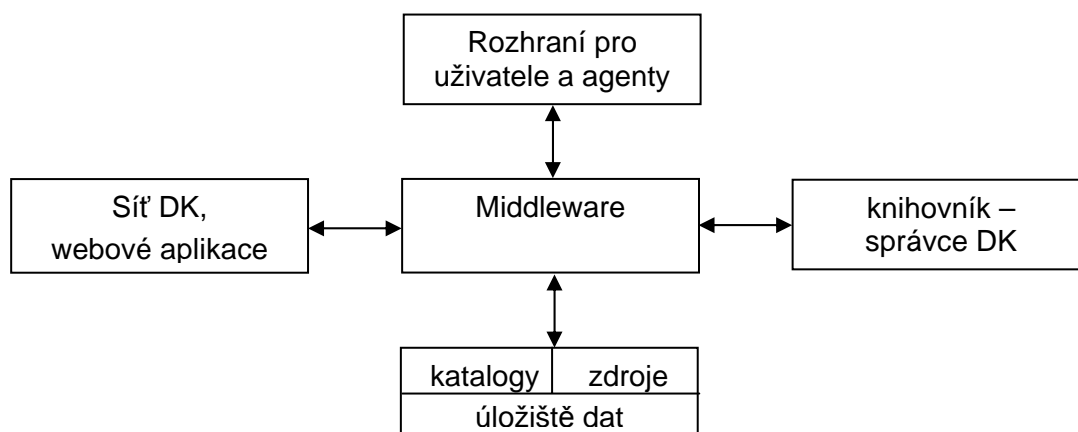 Rozhraní pro
uživatele a agenty
Síť DK,
webové aplikace
Middleware
knihovník –
správce DK
katalogy
zdroje
úložiště dat